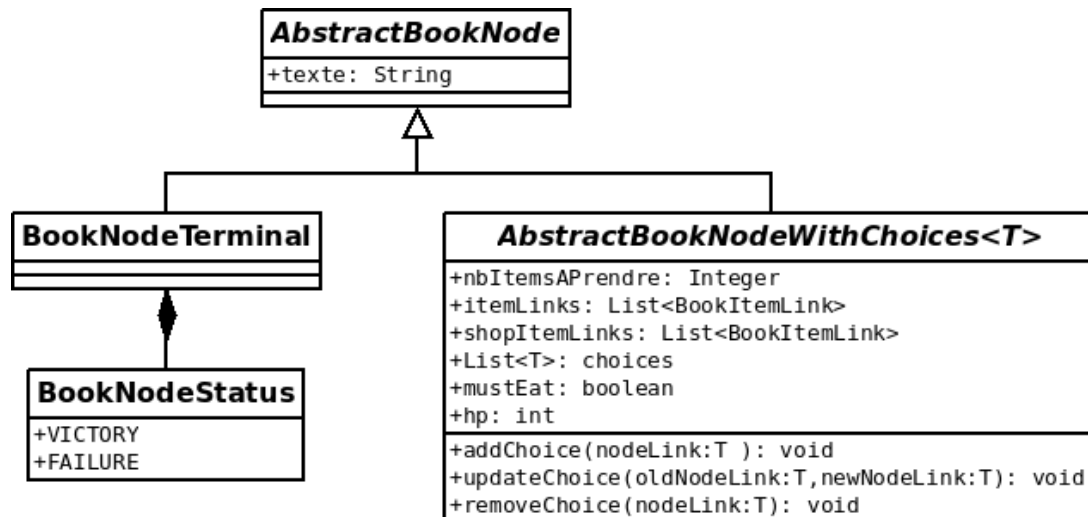 AbstractBookNode
+texte: String
BookNodeTerminal
BookNodeStatus
+VICTORY
+FAILURE
AbstractBookNodeWithChoices<T>
+nbItemsAPrendre: Integer
+itemLinks: List<BookItemLink>
+shopItemLinks: List<BookItemLink>
+List<T>: choices
+mustEat: boolean
+hp: int
+addChoice(nodeLink:T ): void
+updateChoice(oldNodeLink:T,newNodeLink:T): void
+removeChoice(nodeLink:T): void